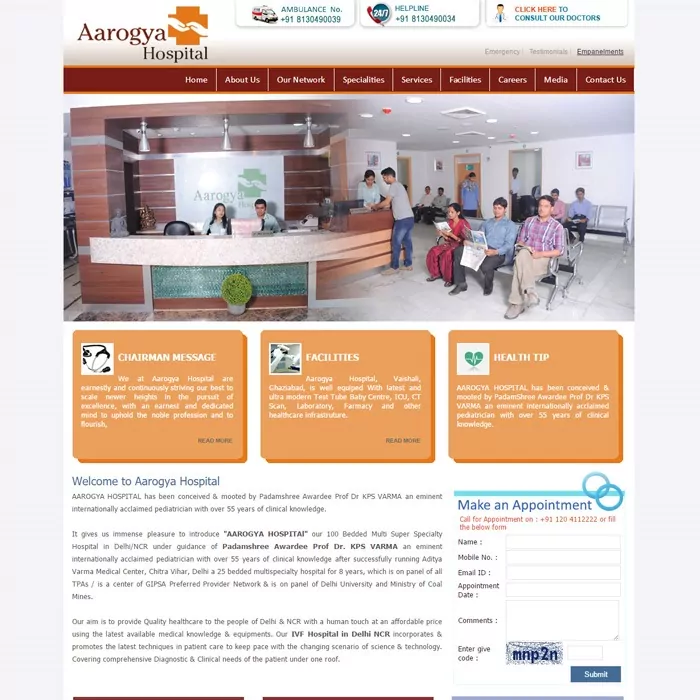 Aarogya
Hospital
AMBULANCE No.
+91 8130490039
24/7
HELPLINE
+91 8130490034
CLICK HERE TO
CONSULT OUR DOCTORS
Emergency | Testimonials | Empanelments
Home About Us Our Network Specialities Services Facilities Careers Media Contact Us
Aarogya
CHAIRMAN MESSAGE
We at Aarogya Hospital are
earnestly and continuously striving our best to
scale newer heights in the pursuit of
excellence, with an earnest and dedicated
mind to uphold the noble profession and to
flourish,
READ MORE
FACILITIES
Aarogya Hospital, Vaishali,
Ghaziabad, is well equiped With latest and
ultra modern Test Tube Baby Centre, ICU, CT
Scan, Laboratory, Farmacy and other
healthcare infrastruture.
READ MORE
HEALTH TIP
AAROGYA HOSPITAL has been conceived &
mooted by PadamShree Awardee Prof Dr KPS
VARMA an eminent internationally acclaimed
pediatrician with over 55 years of clinical
knowledge.
Welcome to Aarogya Hospital
AAROGYA HOSPITAL has been conceived & mooted by Padamshree Awardee Prof Dr KPS VARMA an eminent
internationally acclaimed pediatrician with over 55 years of clinical knowledge.
It gives us immense pleasure to introduce "AAROGYA HOSPITAl" our 100 Bedded Multi Super Specialty
Hospital in Delhi/NCR under guidance of Padamshree Awardee Prof Dr. KPS VARMA an eminent
internationally acclaimed pediatrician with over 55 years of clinical knowledge after successfully running Aditya
Varma Medical Center, Chitra Vihar, Delhi a 25 bedded multispecialty hospital for 8 years, which is on panel of all
TPAs / is a center of GIPSA Preferred Provider Network & is on panel of Delhi University and Ministry of Coal
Mines.
Our aim is to provide Quality healthcare to the people of Delhi & NCR with a human touch at an affordable price
using the latest available medical knowledge & equipments. Our IVF Hospital in Delhi NCR incorporates &
promotes the latest techniques in patient care to keep pace with the changing scenario of science & technology.
Covering comprehensive Diagnostic & Clinical needs of the patient under one roof.
Make an Appointment
Call for Appointment on : +91 120 4112222 or fill
the below form
Name :
Mobile No. :
Email ID :
Appointment
Date :
Comments :
Enter give
code :
mnp2n
Submit